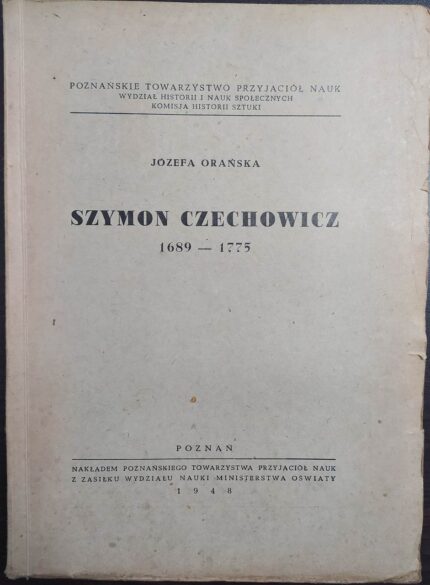 POZNAŃSKIE TOWARZYSTWO PRZYJACIÓŁ NAUK
WYDZIAŁ HISTORII I NAUK SPOŁECZNYCH
KOMISJA HISTORII SZTUKI
JÓZEFA ORAŃSKA
SZYMON CZECHOWICZ
1689 — 1775
POZNAŃ
NAKŁADEM POZNAŃSKIEGO TOWARZYSTWA PRZYJACIÓŁ NAUK
Z ZASIŁKU WYDZIAŁU NAUKI MINISTERSTWA OŚWIATY
1948